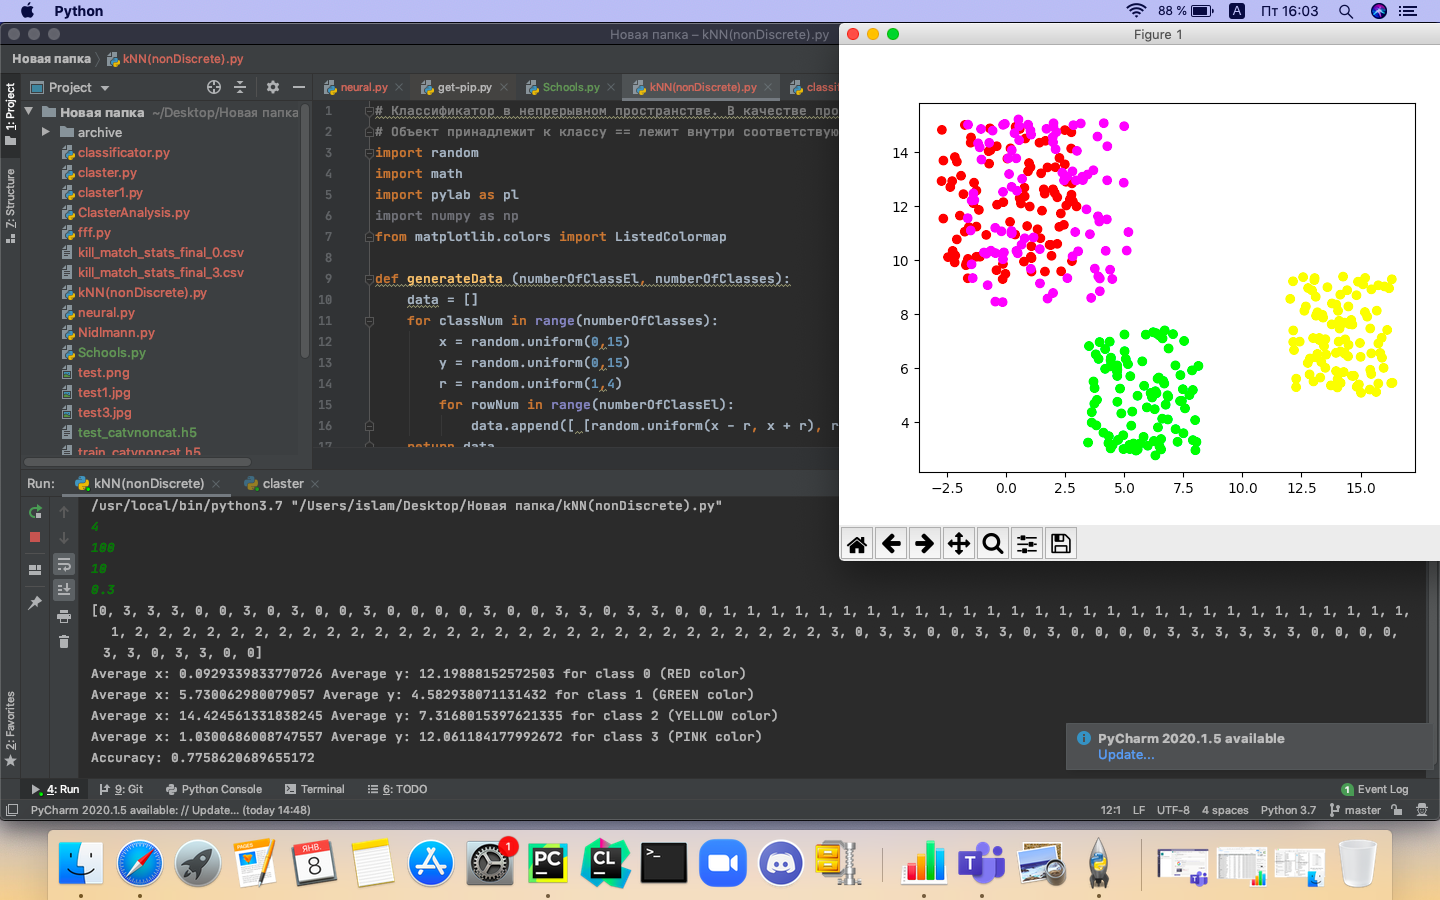 Python
88 %
A
Пт 16:03
Новая папка – kNN(nonDiscrete).py
Figure 1
Новая папка
kNN(nonDiscrete).py
1: Project
Z: Structure
2: Favorites
Project
neural.py
get-pip.py
Schools.py
kNN(nonDiscrete).py
classif
Новая папка ~/Desktop/Новая папка
archive
classificator.py
claster.py
claster1.py
ClasterAnalysis.py
fff.py
kill_match_stats_final_0.csv
kill_match_stats_final_3.csv
kNN(nonDiscrete).py
neural.py
Nidlmann.py
Schools.py
test.png
test1.jpg
test3.jpg
test_catvnoncat.h5
train_catvnoncat.h5
1 # Классификатор в непрерывном пространстве. В качестве про
2 # Объект принадлежит к классу == лежит внутри соответствую
3 import random
4 import math
5 import pylab as pl
6 import numpy as np
7 from matplotlib.colors import ListedColormap
8
9 def generateData (numberOfClassEl, numberOfClasses):
10 data = []
11 for classNum in range(numberOfClasses):
12 x = random.uniform(0,15)
13 y = random.uniform(0,15)
14 r = random.uniform(1,4)
15 for rowNum in range(numberOfClassEl):
16 data.append([ [random.uniform(x - r, x + r), r
17 return data
14
12
10
8
6
4
−2.5 0.0 2.5 5.0 7.5 10.0 12.5 15.0
Run:
kNN(nonDiscrete)
claster
/usr/local/bin/python3.7 "/Users/islam/Desktop/Новая папка/kNN(nonDiscrete).py"
4
100
10
0.3
[0, 3, 3, 3, 0, 0, 3, 0, 3, 0, 0, 3, 0, 0, 0, 0, 3, 0, 0, 3, 3, 0, 3, 3, 0, 0, 1, 1, 1, 1, 1, 1, 1, 1, 1, 1, 1, 1, 1, 1, 1, 1, 1, 1, 1, 1, 1, 1, 1, 1, 1, 1, 1, 1, 1,
1, 2, 2, 2, 2, 2, 2, 2, 2, 2, 2, 2, 2, 2, 2, 2, 2, 2, 2, 2, 2, 2, 2, 2, 2, 2, 2, 2, 2, 2, 3, 0, 3, 3, 0, 0, 3, 3, 0, 3, 0, 0, 0, 0, 3, 3, 3, 3, 3, 3, 0, 0, 0, 0,
3, 3, 0, 3, 3, 0, 0]
Average x: 0.0929339833770726 Average y: 12.19888152572503 for class 0 (RED color)
Average x: 5.730062980079057 Average y: 4.582938071131432 for class 1 (GREEN color)
Average x: 14.424561331838245 Average y: 7.3168015397621335 for class 2 (YELLOW color)
Average x: 1.0300686008747557 Average y: 12.061184177992672 for class 3 (PINK color)
Accuracy: 0.7758620689655172
PyCharm 2020.1.5 available
Update...
4: Run
9: Git
Python Console
Terminal
6: TODO
1 Event Log
PyCharm 2020.1.5 available: // Update... (today 14:48)
12:1
LF
UTF-8
4 spaces
Python 3.7
master
PAGES
ЯНВ.
8
1
PC
CL
>_
T